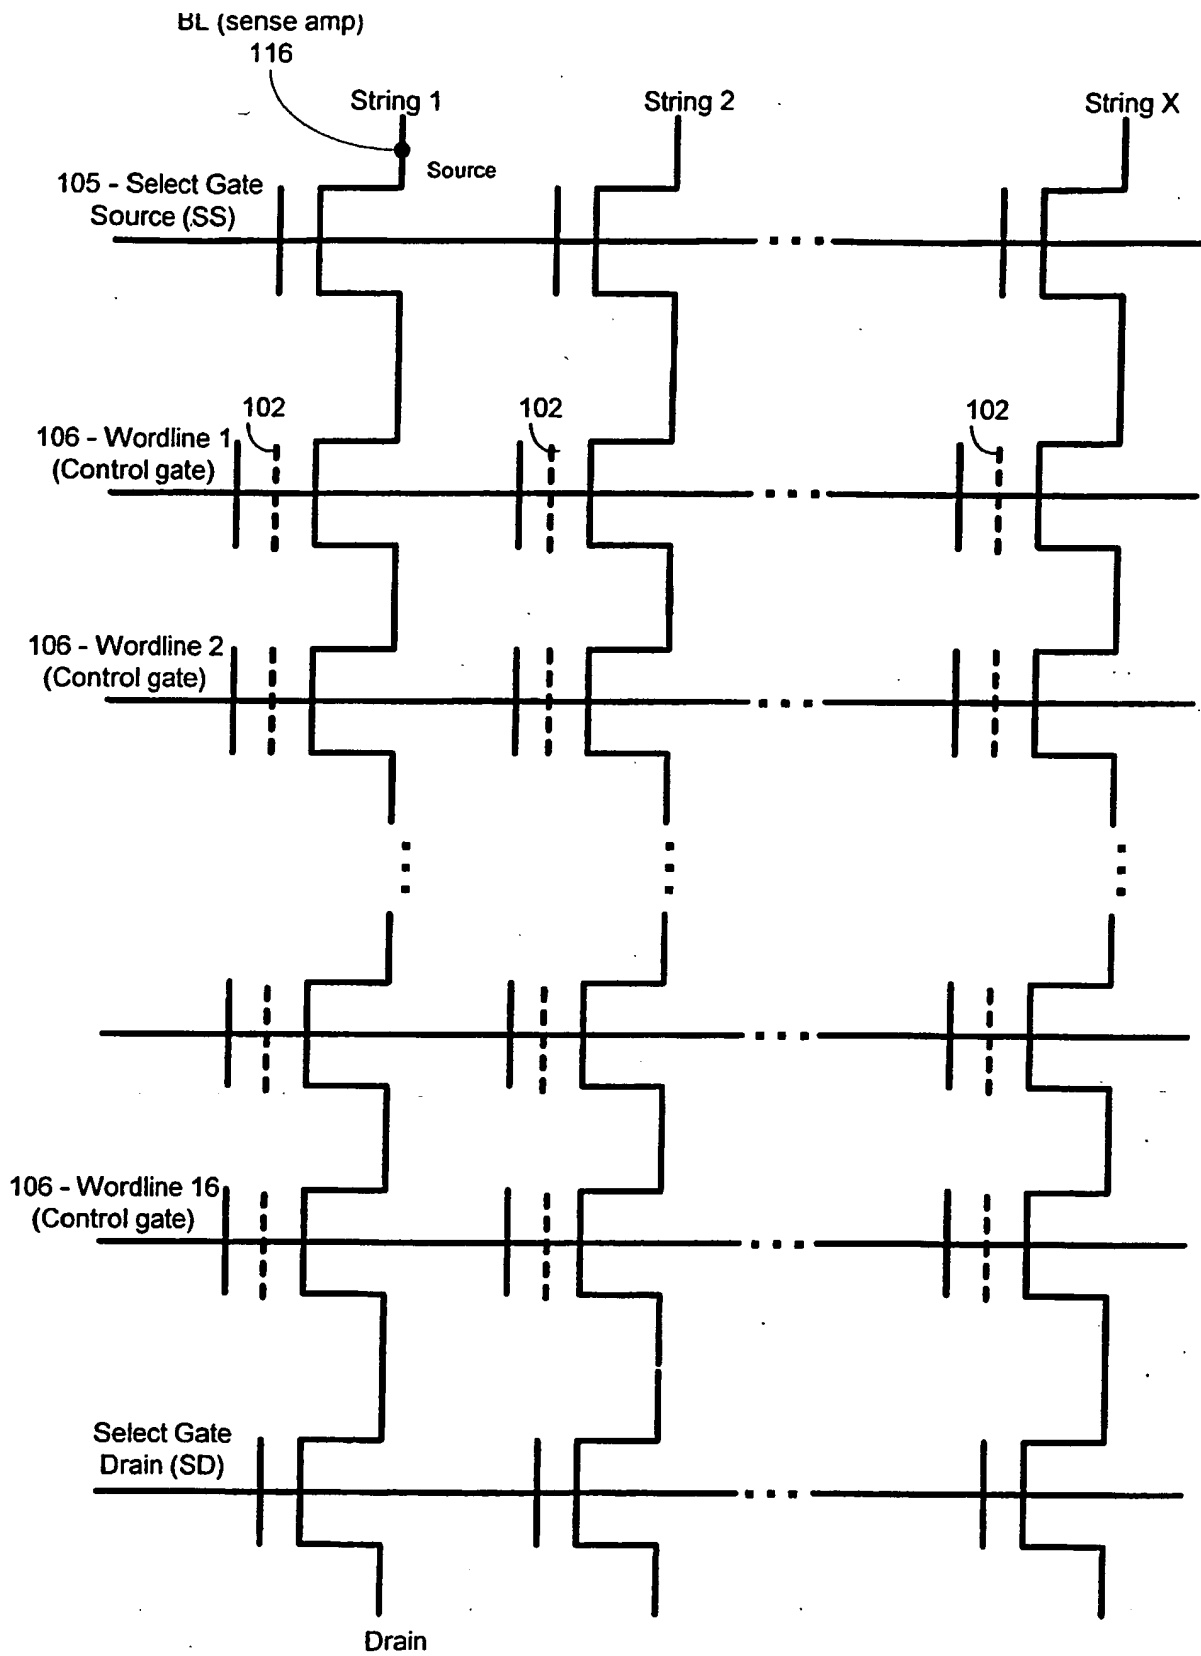 BL (sense amp)
116
String 1
String 2
String X
Source
105 - Select Gate
Source (SS)
102
102
102
106 - Wordline 1
(Control gate)
106 - Wordline 2
(Control gate)
106 - Wordline 16
(Control gate)
Select Gate
Drain (SD)
Drain